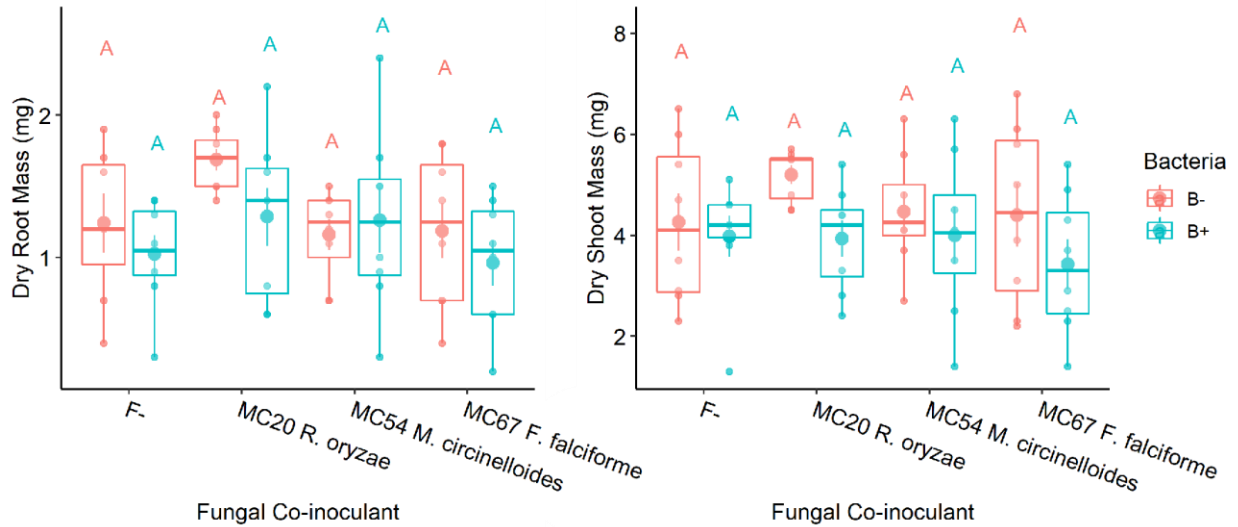 Dry Root Mass (mg)
2
1
A
A
A
A
A
A
A
A
F-
MC20 R. oryzae
MC54 M. circinelloides
MC67 F. falciforme
Fungal Co-inoculant
Dry Shoot Mass (mg)
8
6
4
2
A
A
A
A
A
A
A
A
F-
MC20 R. oryzae
MC54 M. circinelloides
MC67 F. falciforme
Fungal Co-inoculant
Bacteria
B-
B+